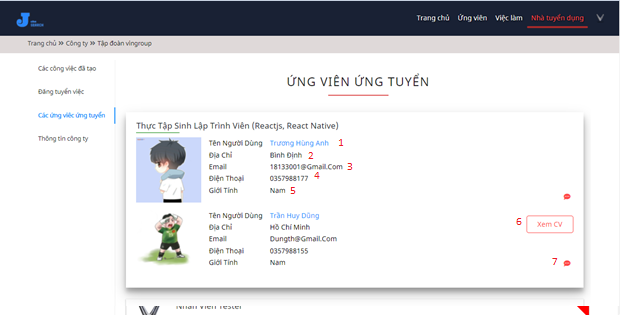 Trang chủ Ứng viên Việc làm Nhà tuyển dụng
Trang chủ » Công ty » Tập đoàn vingroup
Các công việc đã tạo
Đăng tuyển việc
Các ứng viêc ứng tuyển
Thông tin công ty
ỨNG VIÊN ỨNG TUYỂN
Thực Tập Sinh Lập Trình Viên (Reactjs, React Native)
Tên Người Dùng Trương Hùng Anh 1
Địa Chỉ Bình Định 2
Email 18133001@Gmail.Com 3
Điện Thoại 0357988177 4
Giới Tính Nam 5
Tên Người Dùng Trần Huy Dũng
Địa Chỉ Hồ Chí Minh
6 Xem CV
Email Dungth@Gmail.Com
Điện Thoại 0357988155
Giới Tính Nam 7
Nhân Viên Tester